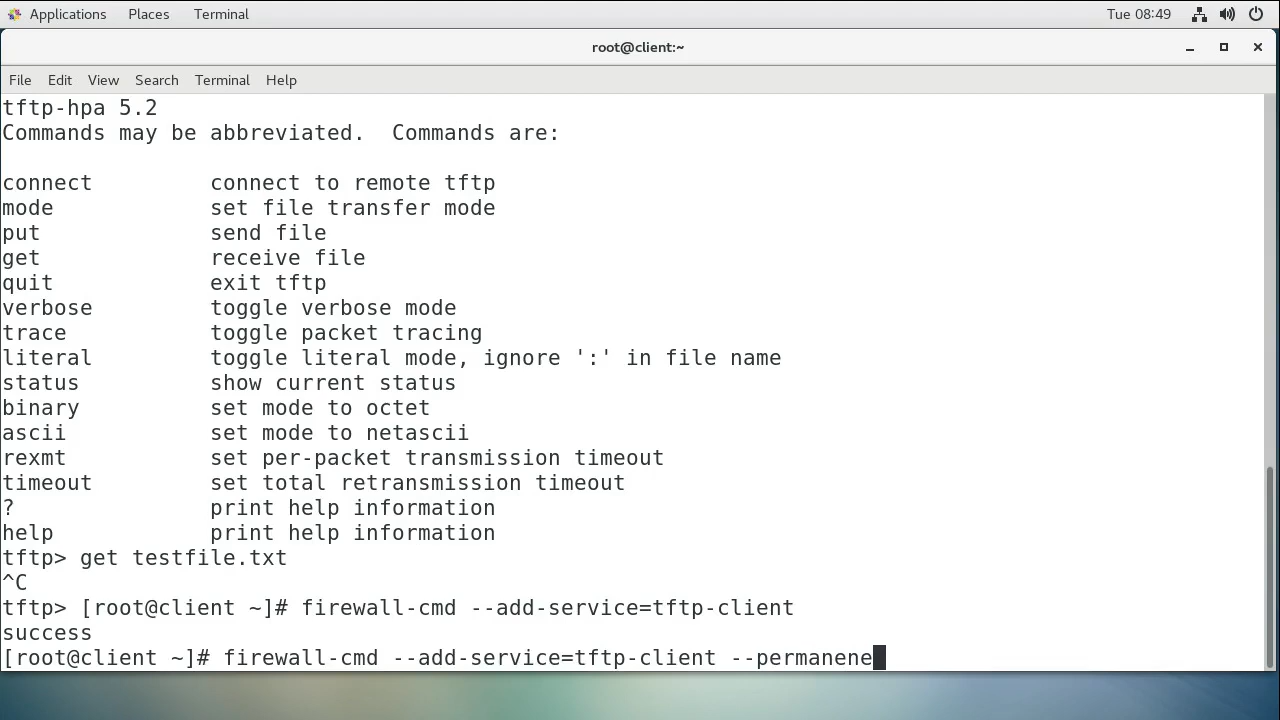 Applications Places Terminal Tue 08:49
root@client:~
File Edit View Search Terminal Help
tftp-hpa 5.2
Commands may be abbreviated.  Commands are:
connect         connect to remote tftp
mode            set file transfer mode
put             send file
get             receive file
quit            exit tftp
verbose         toggle verbose mode
trace           toggle packet tracing
literal         toggle literal mode, ignore ':' in file name
status          show current status
binary          set mode to octet
ascii           set mode to netascii
rexmt           set per-packet transmission timeout
timeout         set total retransmission timeout
?               print help information
help            print help information
tftp> get testfile.txt
^C
tftp> [root@client ~]# firewall-cmd --add-service=tftp-client
success
[root@client ~]# firewall-cmd --add-service=tftp-client --permanene